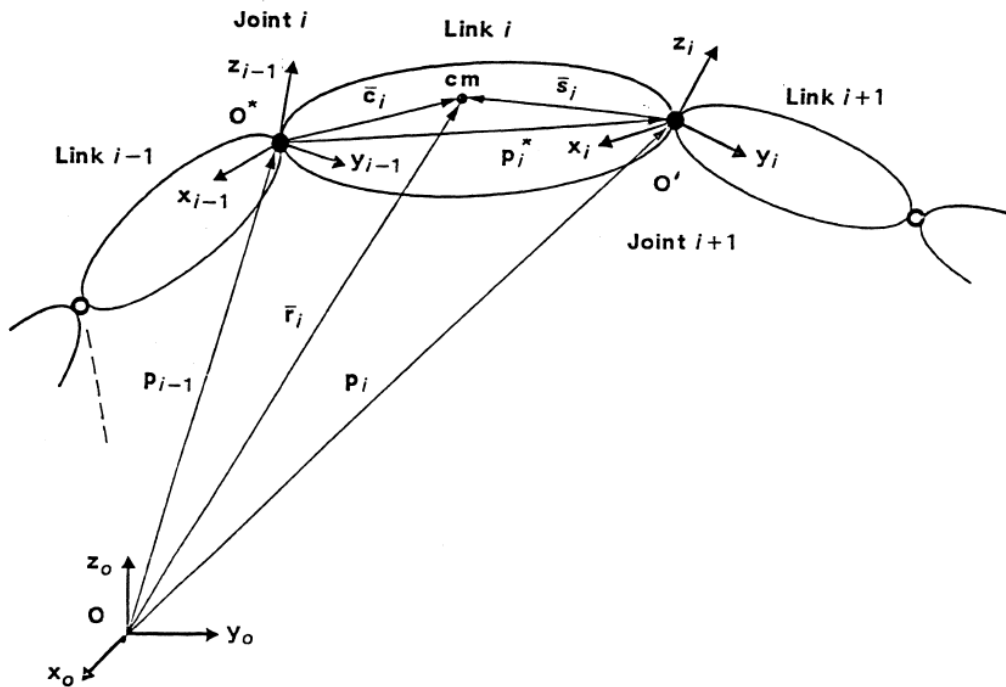 Joint i
Link i
z_i
z_{i-1}
cm
c̄_i
s̄_i
Link i+1
O*
Link i-1
y_{i-1}
p_i*
x_i
y_i
x_{i-1}
O'
Joint i+1
r̄_i
p_{i-1}
p_i
z_o
O
y_o
x_o